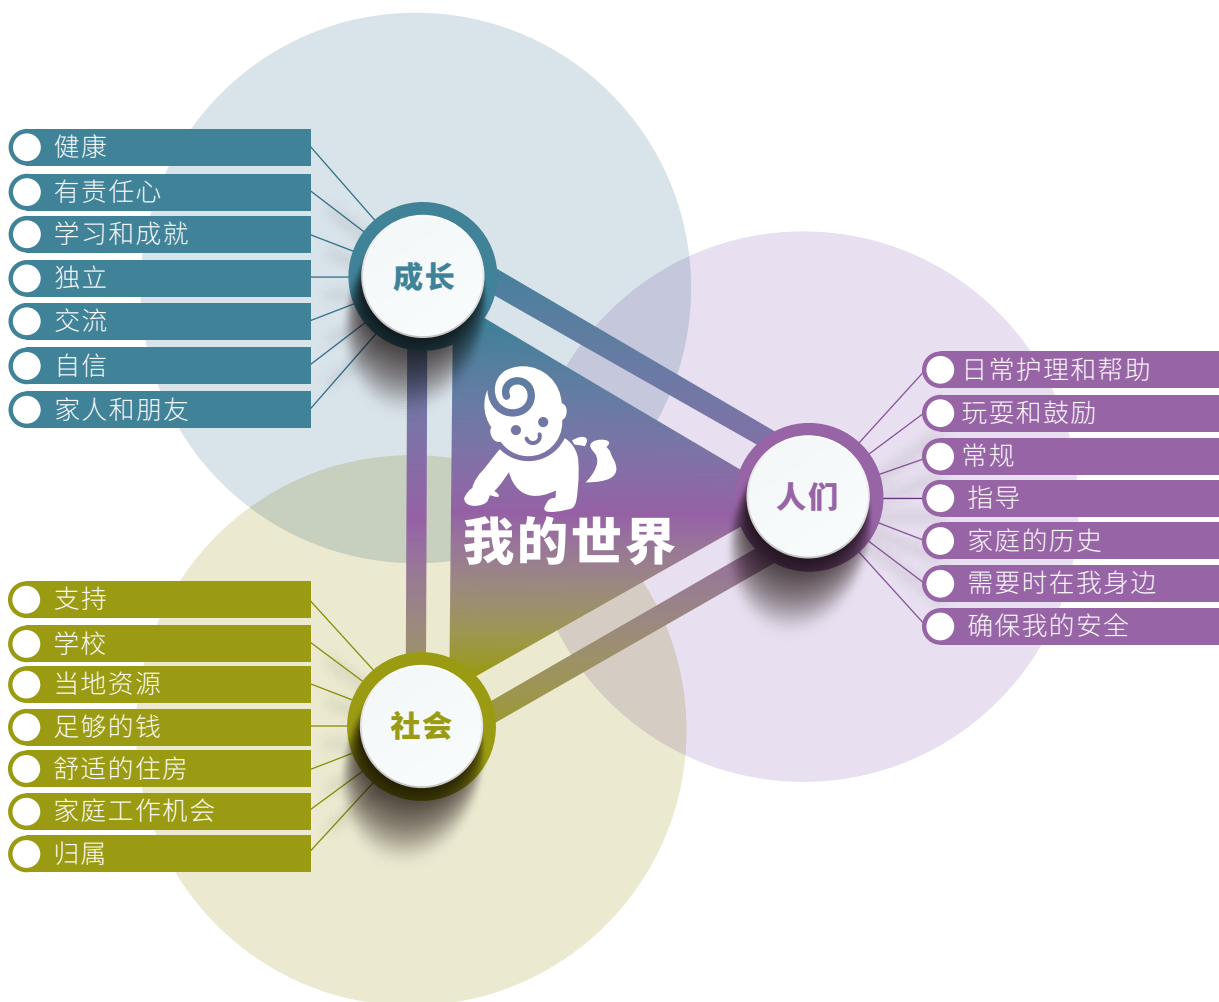 健康
有责任心
学习和成就
独立
交流
自信
家人和朋友
成长
日常护理和帮助
玩耍和鼓励
常规
指导
家庭的历史
需要时在我身边
确保我的安全
人们
我的世界
支持
学校
当地资源
足够的钱
舒适的住房
家庭工作机会
归属
社会